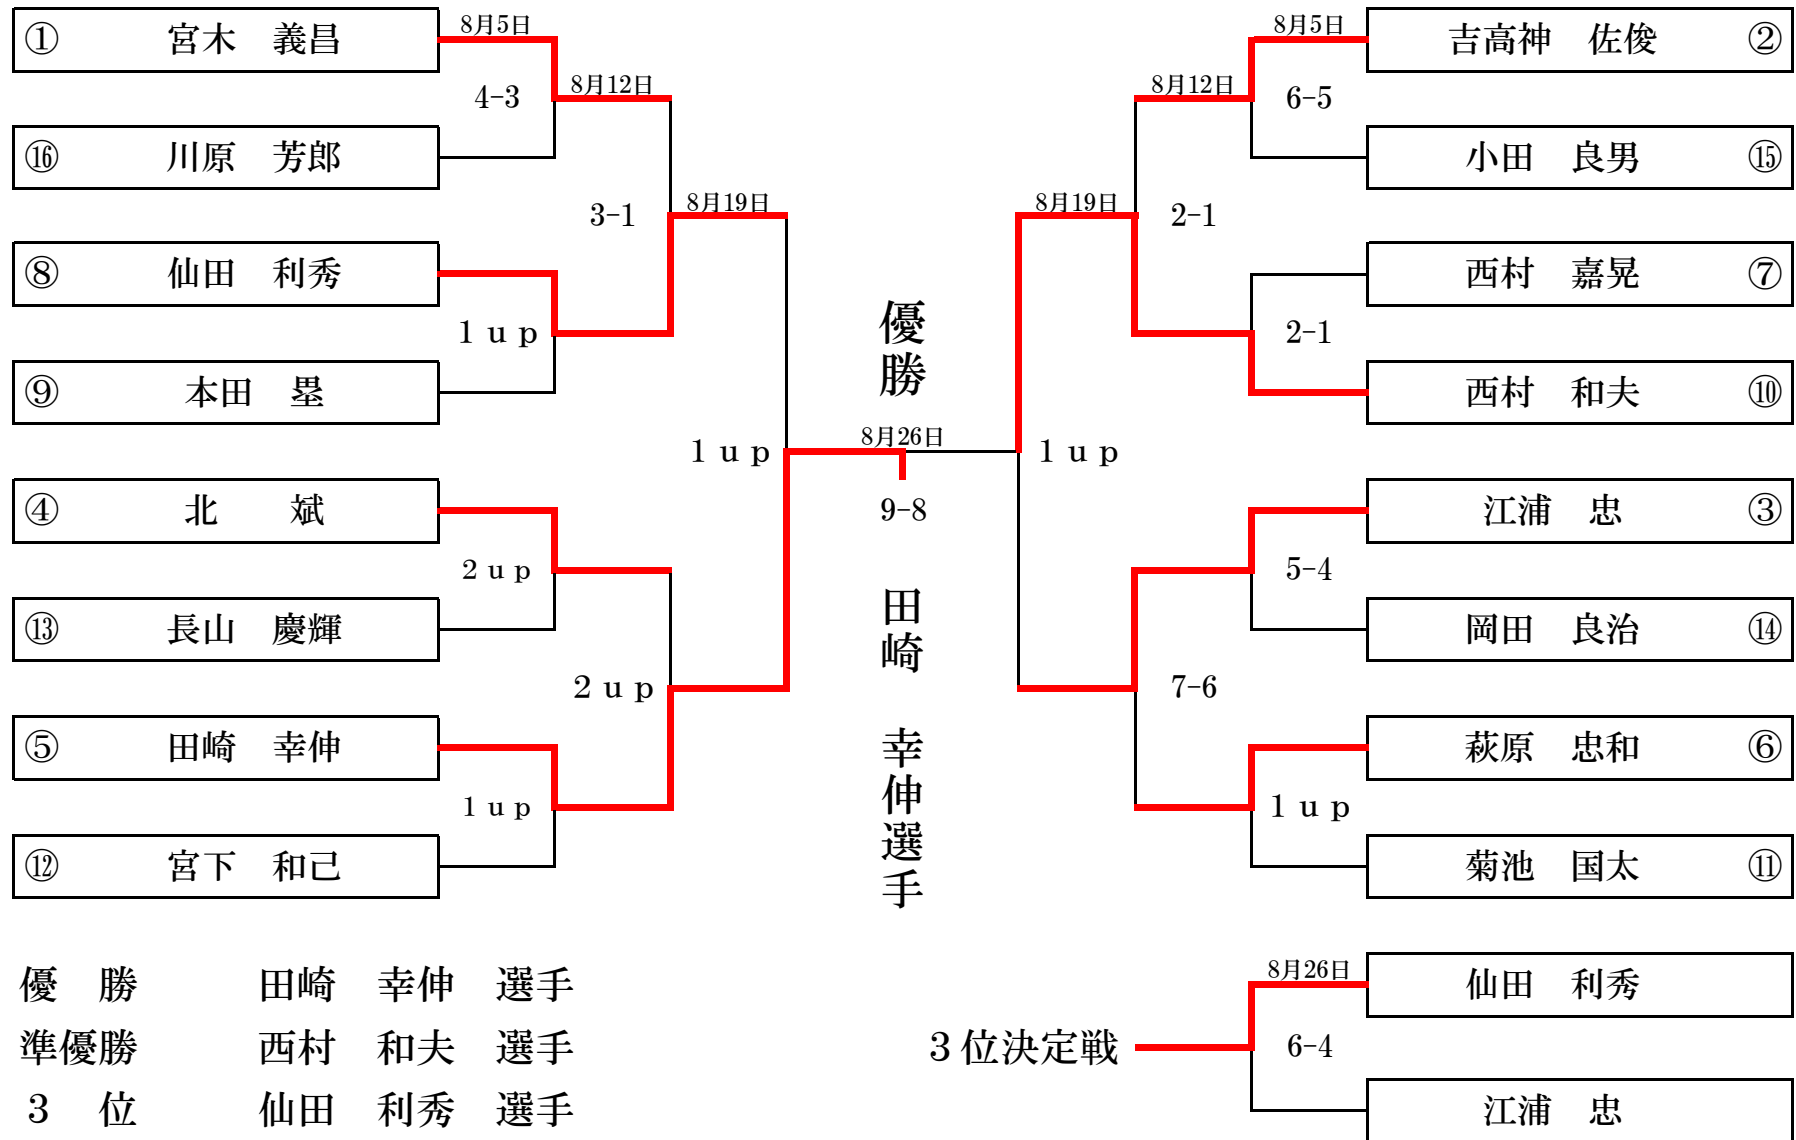 ① 宮木 義昌
8月5日
4-3
8月12日
⑯ 川原 芳郎
3-1
8月19日
⑧ 仙田 利秀
1up
⑨ 本田 塁
1up
④ 北 斌
2up
⑬ 長山 慶輝
2up
⑤ 田崎 幸伸
1up
⑫ 宮下 和己
優勝
8月26日
9-8
田崎 幸伸選手
8月5日
吉高神 佐俊 ②
8月12日
6-5
小田 良男 ⑮
8月19日
2-1
西村 嘉晃 ⑦
2-1
西村 和夫 ⑩
1up
江浦 忠 ③
5-4
岡田 良治 ⑭
7-6
萩原 忠和 ⑥
1up
菊池 国太 ⑪
優 勝 田崎 幸伸 選手
準優勝 西村 和夫 選手
3 位 仙田 利秀 選手
3位決定戦
8月26日
仙田 利秀
6-4
江浦 忠